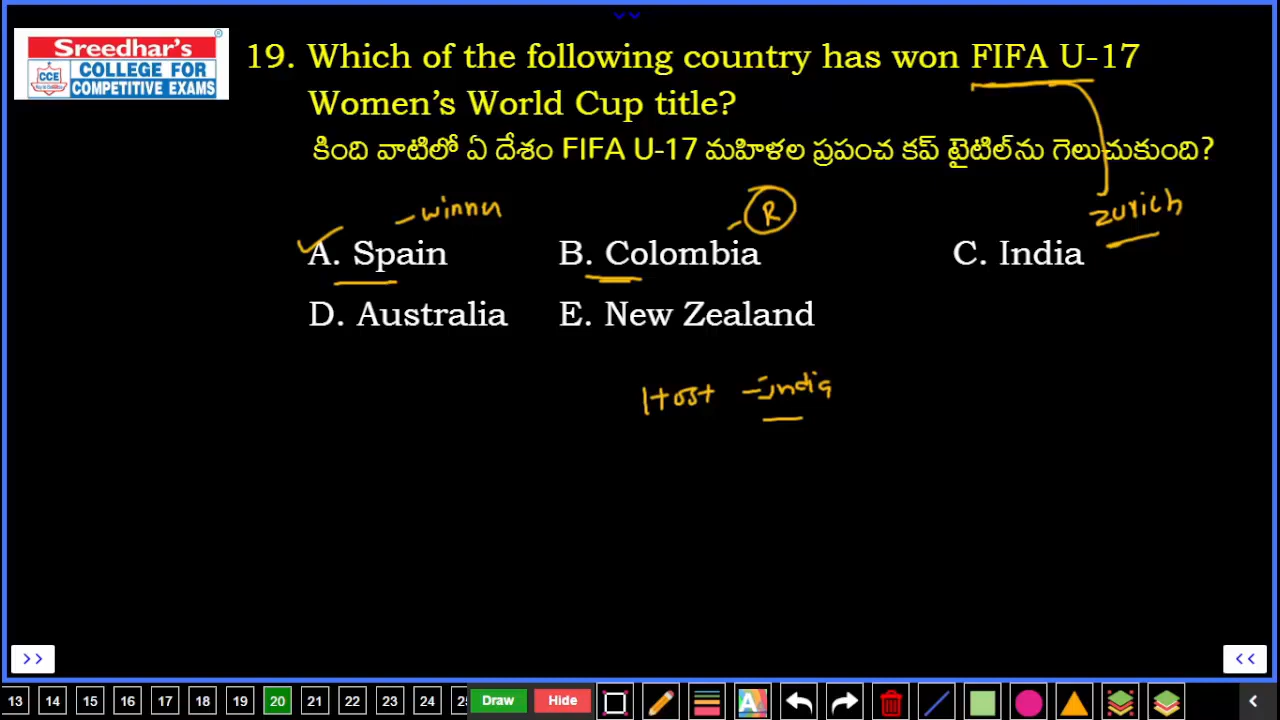 Sreedhar's
CCE
COLLEGE FOR
COMPETITIVE EXAMS
19. Which of the following country has won FIFA U-17
Women's World Cup title?
కింది వాటిలో ఏ దేశం FIFA U-17 మహిళల ప్రపంచ కప్ టైటిల్‌ను గెలుచుకుంది?
- winner
R
zurich
A. Spain B. Colombia C. India
D. Australia E. New Zealand
Host - India
>> <<
13 14 15 16 17 18 19 20 21 22 23 24 Draw Hide A